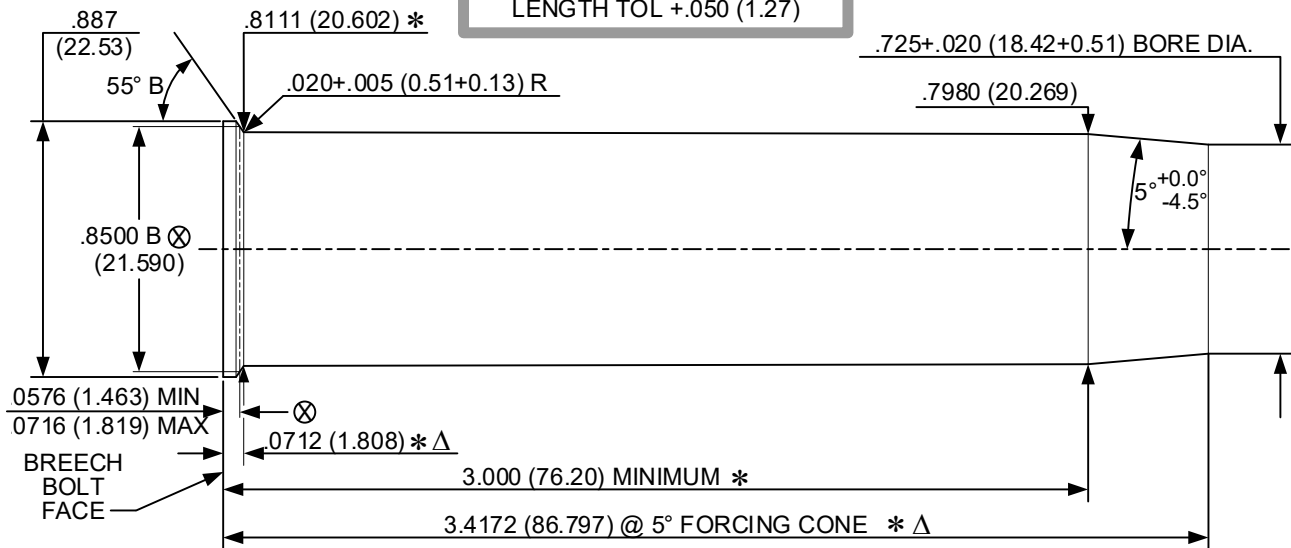 LENGTH TOL +.050 (1.27)
.887
(22.53)
.8111 (20.602) *
.725+.020 (18.42+0.51) BORE DIA.
55° B
.020+.005 (0.51+0.13) R
.7980 (20.269)
5° +0.0°
-4.5°
.8500 B ⓧ
(21.590)
.0576 (1.463) MIN
.0716 (1.819) MAX
ⓧ
.0712 (1.808) * Δ
BREECH
BOLT
FACE
3.000 (76.20) MINIMUM *
3.4172 (86.797) @ 5° FORCING CONE * Δ